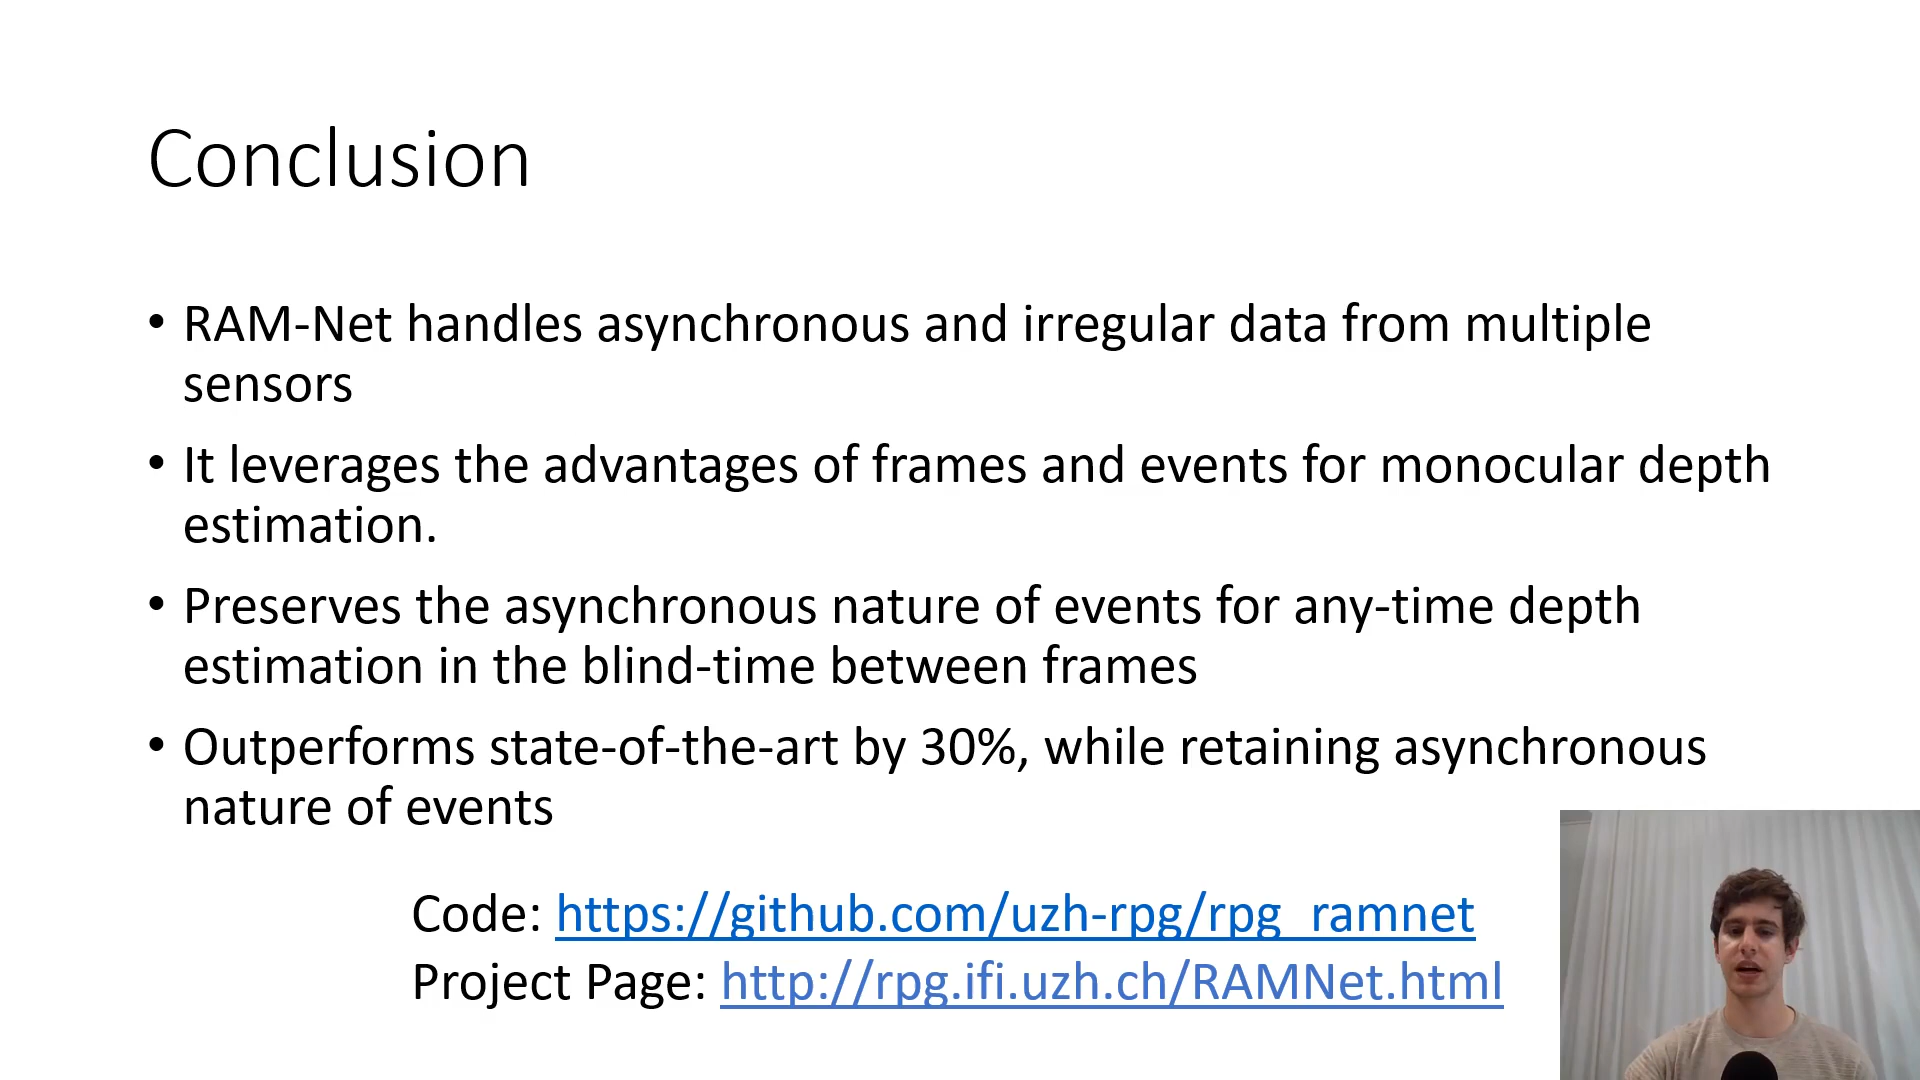 Conclusion
• RAM-Net handles asynchronous and irregular data from multiple
sensors
• It leverages the advantages of frames and events for monocular depth
estimation.
• Preserves the asynchronous nature of events for any-time depth
estimation in the blind-time between frames
• Outperforms state-of-the-art by 30%, while retaining asynchronous
nature of events
Code: https://github.com/uzh-rpg/rpg_ramnet
Project Page: http://rpg.ifi.uzh.ch/RAMNet.html